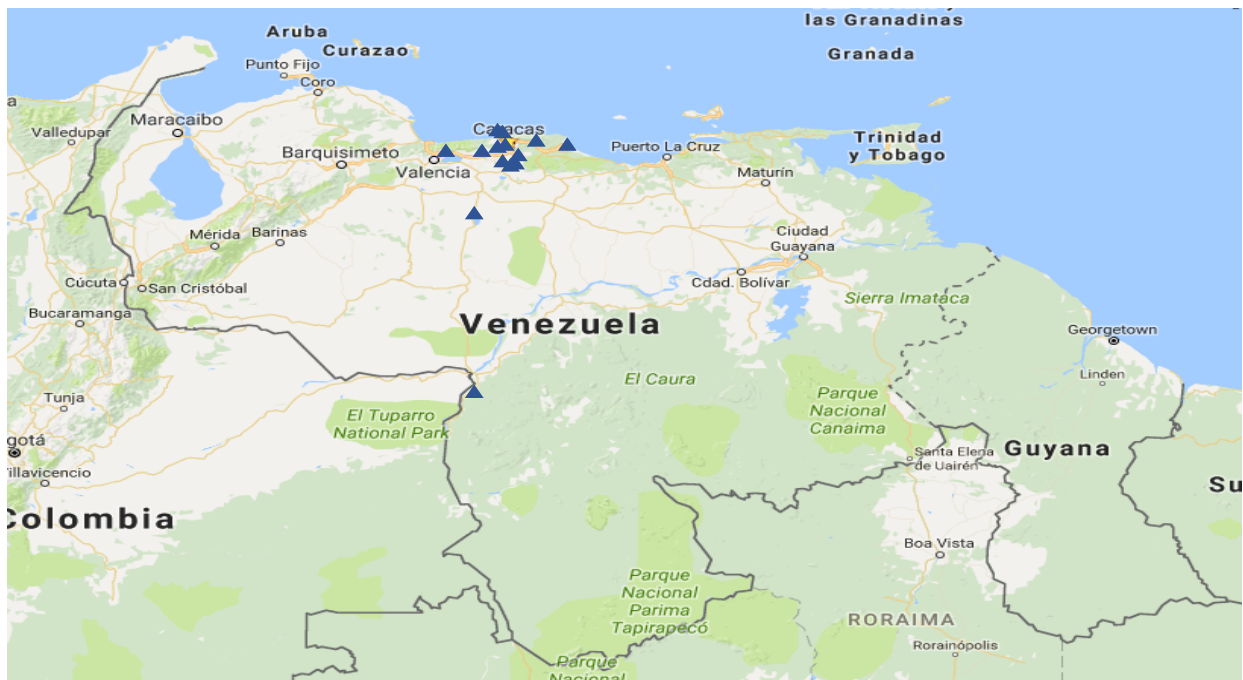 las Granadinas
Aruba
Curazao
Granada
Punto Fijo
Coro
a
Maracaibo
Valledupar
Caracas
Trinidad
y Tobago
Barquisimeto
Puerto La Cruz
Valencia
Maturín
Mérida
Barinas
Ciudad
Guayana
Cúcuta
San Cristóbal
Cdad. Bolívar
Sierra Imataca
Bucaramanga
Venezuela
Georgetown
El Caura
Linden
Tunja
Parque
Nacional
Canaima
El Tuparro
National Park
gotá
Guyana
Santa Elena
de Uairén
illavicencio
Su
Colombia
Boa Vista
Parque
Nacional
Parima
Tapirapecó
RORAIMA
Rorainópolis
Parque
Nacional